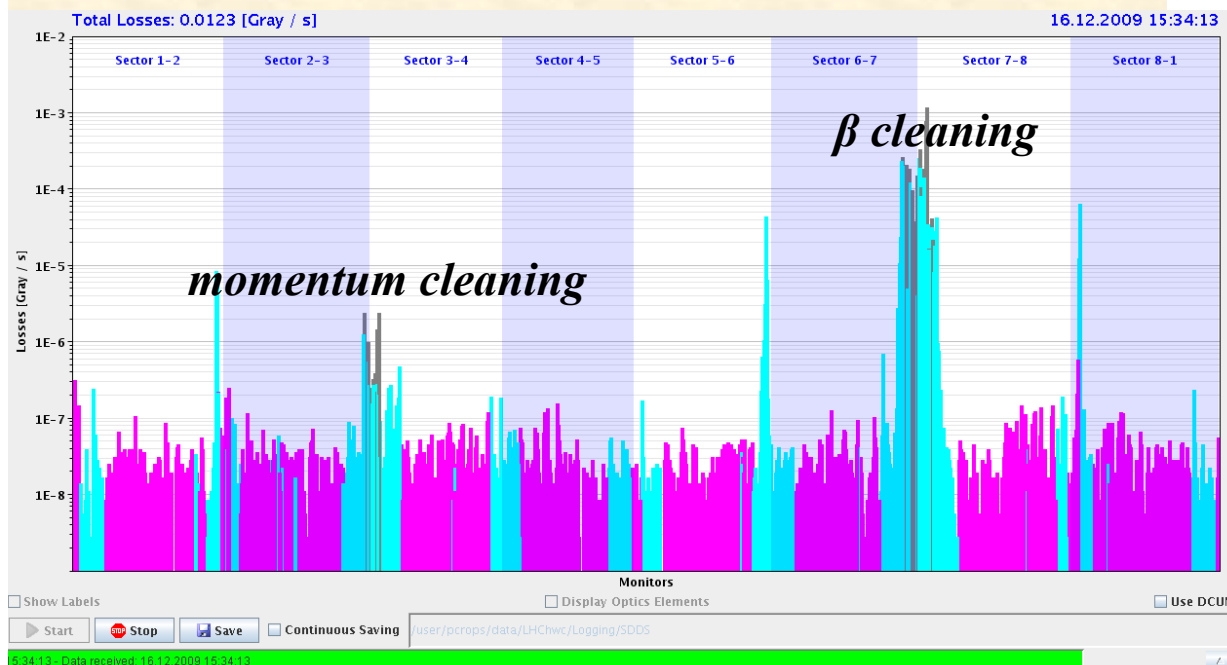 Total Losses: 0.0123 [Gray / s] 16.12.2009 15:34:13
1E-2
Sector 1-2 Sector 2-3 Sector 3-4 Sector 4-5 Sector 5-6 Sector 6-7 Sector 7-8 Sector 8-1
1E-3
β cleaning
1E-4
1E-5
momentum cleaning
1E-6
1E-7
1E-8
Losses [Gray / s]
Monitors
Show Labels Display Optics Elements Use DCU
Start STOP Stop Save Continuous Saving /user/pcrops/data/LHChwc/Logging/SDDS
15:34:13 - Data received: 16.12.2009 15:34:13